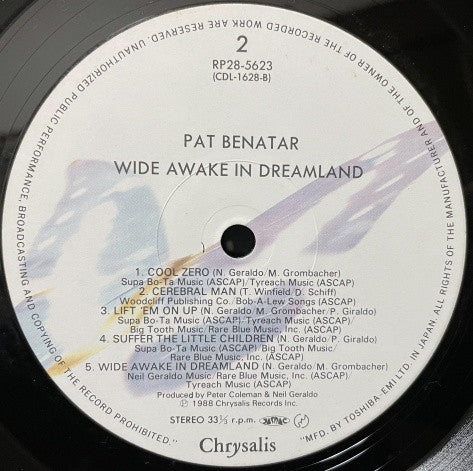 ALL RIGHTS OF THE MANUFACTURER AND OF THE OWNER OF THE RECORDED WORK ARE RESERVED. UNAUTHORIZED PUBLIC PERFORMANCE, BROADCASTING AND COPYING OF THE RECORD PROHIBITED."
2
RP28-5623
(CDL-1628-B)
PAT BENATAR
WIDE AWAKE IN DREAMLAND
1. COOL ZERO (N. Geraldo/M. Grombacher)
Supa Bo-Ta Music (ASCAP)/Tyreach Music (ASCAP)
2. CEREBRAL MAN (T. Winfield/D. Schiff)
Woodcliff Publishing Co./Bob-A-Lew Songs (ASCAP)
3. LIFT 'EM ON UP (N. Geraldo/M. Grombacher/P. Giraldo)
Supa Bo-Ta Music (ASCAP)/Tyreach Music (ASCAP)/
Big Tooth Music/Rare Blue Music, Inc. (ASCAP)
4. SUFFER THE LITTLE CHILDREN (N. Geraldo/P. Giraldo)
Supa Bo-Ta Music (ASCAP)/Big Tooth Music/
Rare Blue Music, Inc. (ASCAP)
5. WIDE AWAKE IN DREAMLAND (N. Geraldo/M. Grombacher)
Neil Geraldo Music/Rare Blue Music, Inc. (ASCAP)/
Tyreach Music (ASCAP)
Produced by Peter Coleman & Neil Geraldo
Ⓟ 1988 Chrysalis Records Inc.
STEREO 33⅓ r.p.m.
Chrysalis
"MFD. BY TOSHIBA-EMI LTD. IN JAPAN.